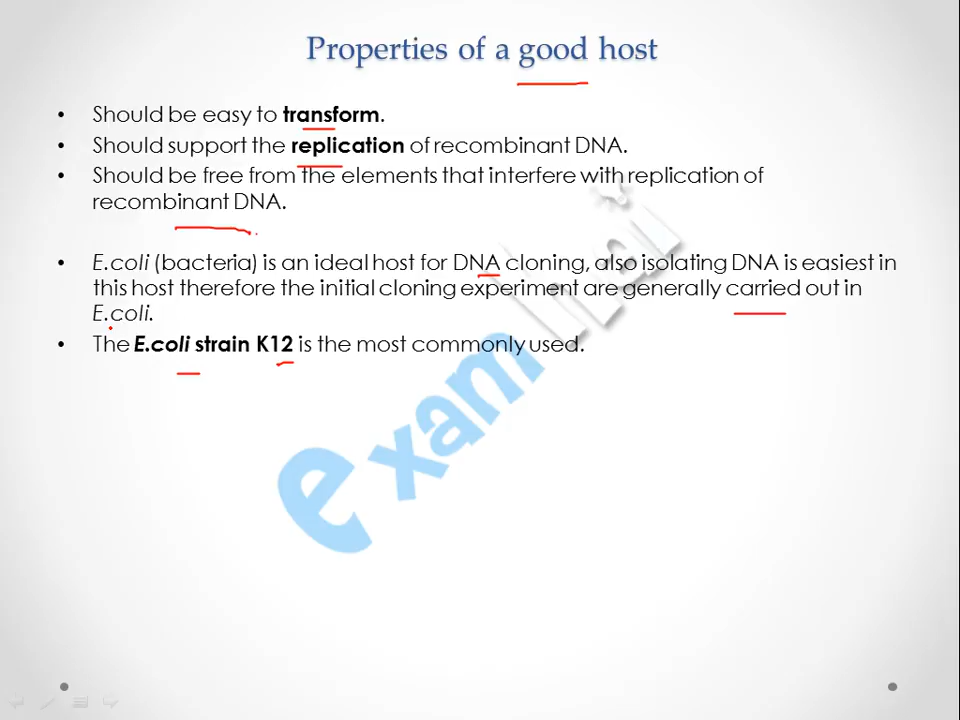 Properties of a good host
• Should be easy to transform.
• Should support the replication of recombinant DNA.
• Should be free from the elements that interfere with replication of
recombinant DNA.
• E.coli (bacteria) is an ideal host for DNA cloning, also isolating DNA is easiest in
this host therefore the initial cloning experiment are generally carried out in
E.coli.
• The E.coli strain K12 is the most commonly used.
examhai